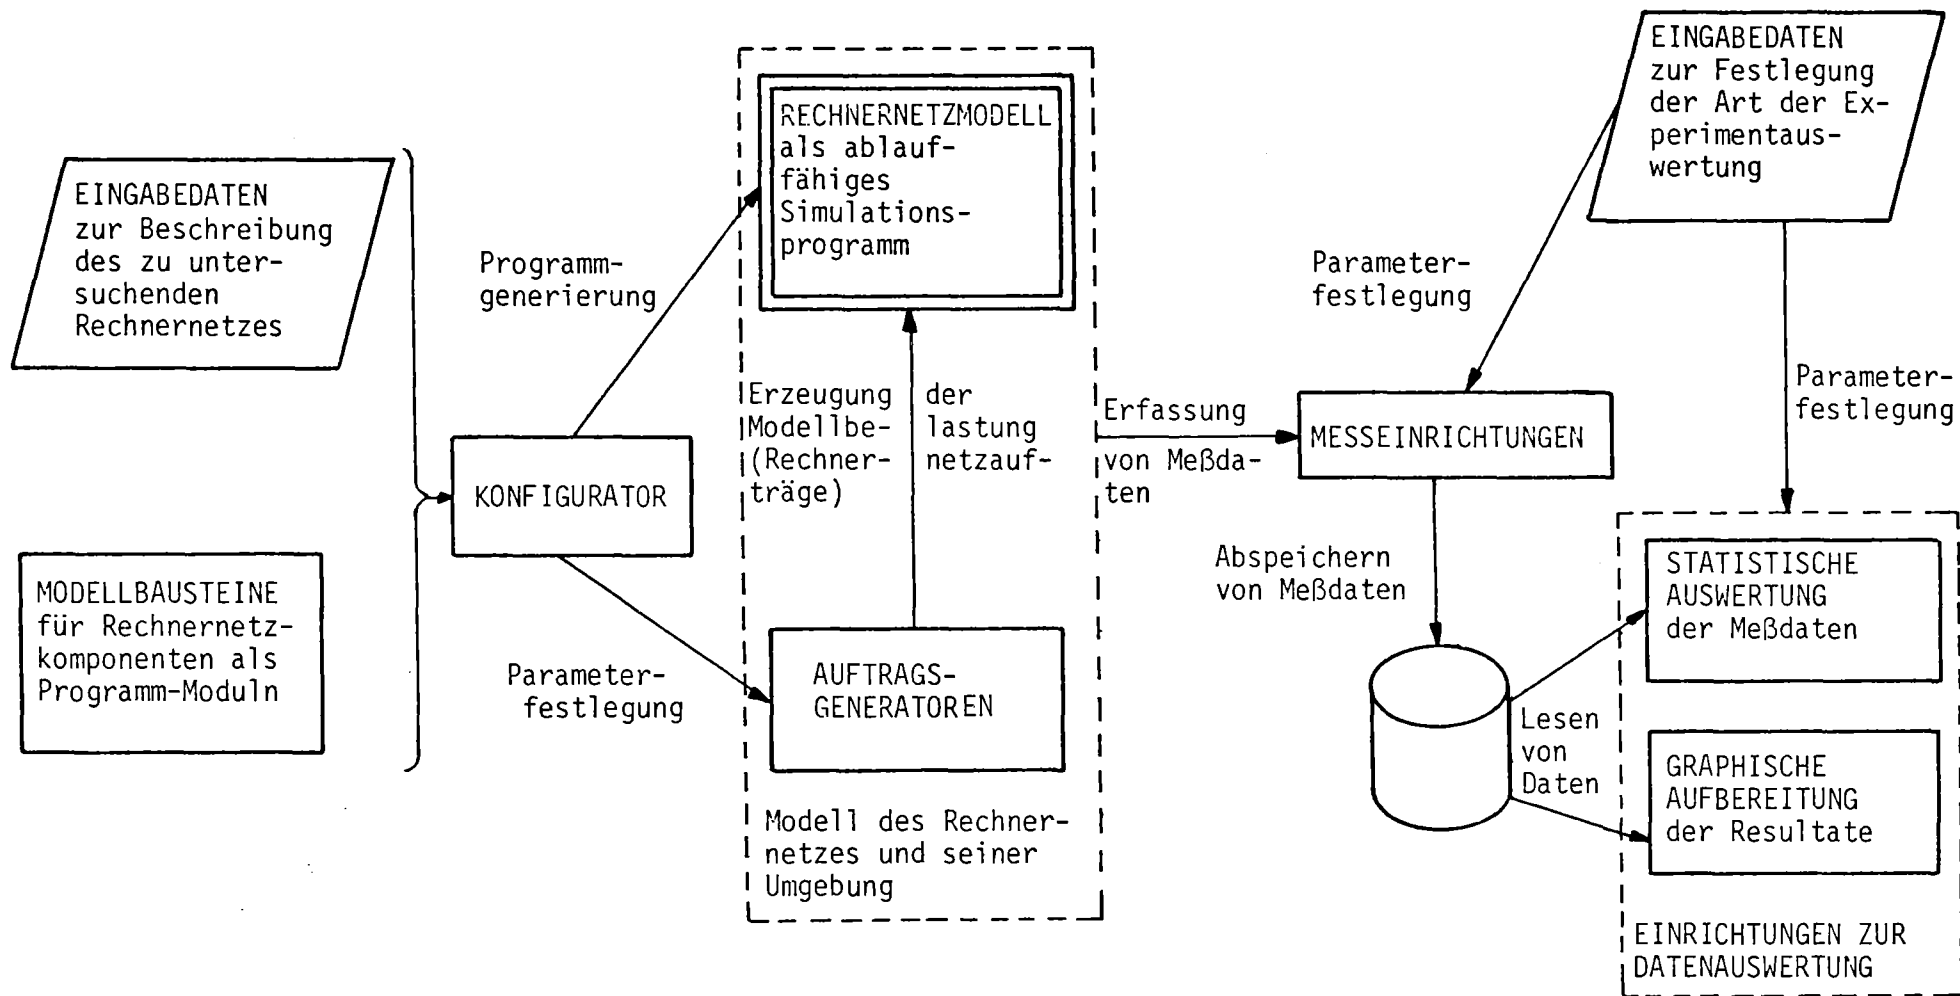 EINGABEDATEN
zur Beschreibung
des zu unter-
suchenden
Rechnernetzes
MODELLBAUSTEINE
für Rechnernetz-
komponenten als
Programm-Moduln
KONFIGURATOR
Programm-
generierung
Parameter-
festlegung
RECHNERNETZMODELL
als ablauf-
fähiges
Simulations-
programm
Erzeugung der
Modellbe- lastung
(Rechner- netzauf-
träge)
AUFTRAGS-
GENERATOREN
Modell des Rechner-
netzes und seiner
Umgebung
Erfassung
von Meßda-
ten
EINGABEDATEN
zur Festlegung
der Art der Ex-
perimentaus-
wertung
Parameter-
festlegung
Parameter-
festlegung
MESSEINRICHTUNGEN
Abspeichern
von Meßdaten
Lesen
von
Daten
STATISTISCHE
AUSWERTUNG
der Meßdaten
GRAPHISCHE
AUFBEREITUNG
der Resultate
EINRICHTUNGEN ZUR
DATENAUSWERTUNG